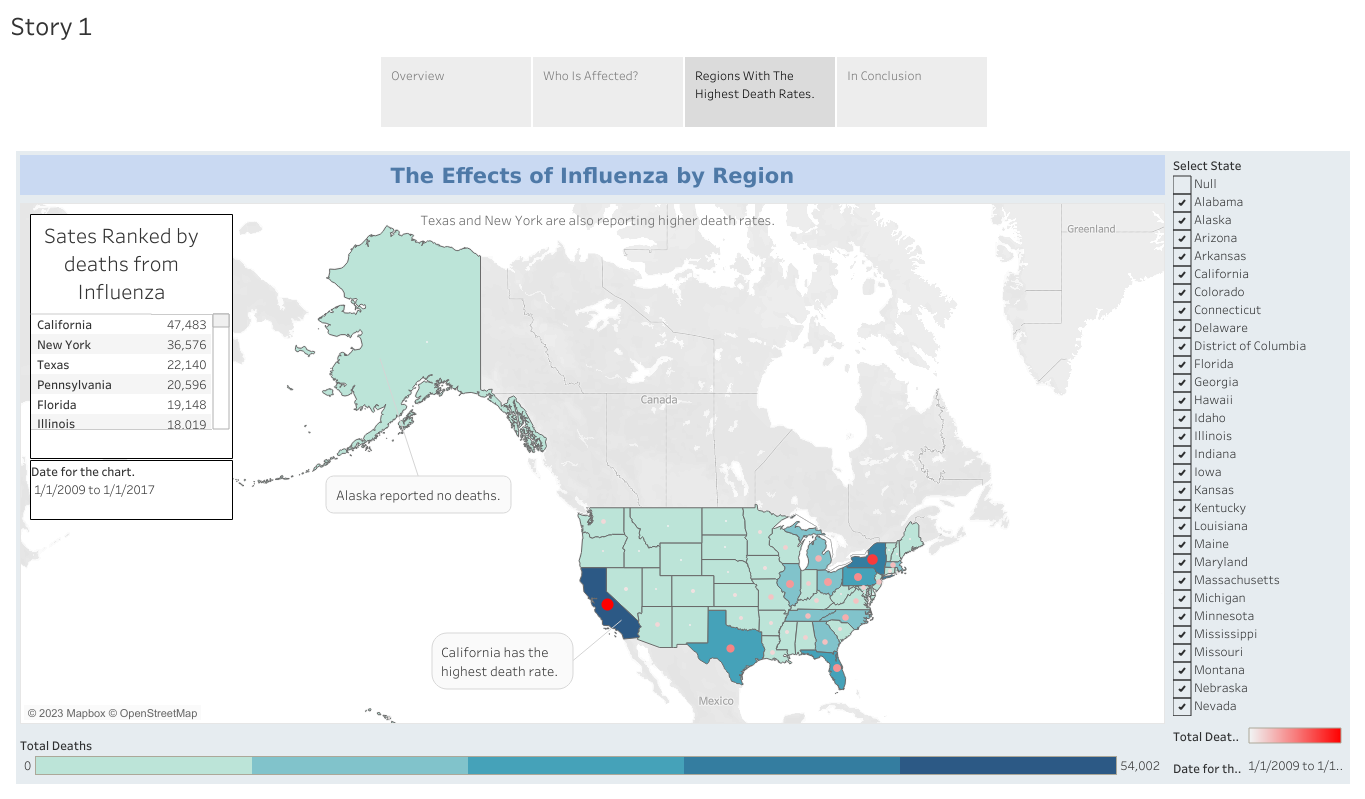 Story 1
Overview
Who Is Affected?
Regions With The
Highest Death Rates.
In Conclusion
The Effects of Influenza by Region
Texas and New York are also reporting higher death rates.
Sates Ranked by
deaths from
Influenza
California 47,483
New York 36,576
Texas 22,140
Pennsylvania 20,596
Florida 19,148
Illinois 18,019
Date for the chart.
1/1/2009 to 1/1/2017
Greenland
Canada
Alaska reported no deaths.
California has the
highest death rate.
Mexico
© 2023 Mapbox © OpenStreetMap
Total Deaths
0
54,002
Select State
Null
Alabama
Alaska
Arizona
Arkansas
California
Colorado
Connecticut
Delaware
District of Columbia
Florida
Georgia
Hawaii
Idaho
Illinois
Indiana
Iowa
Kansas
Kentucky
Louisiana
Maine
Maryland
Massachusetts
Michigan
Minnesota
Mississippi
Missouri
Montana
Nebraska
Nevada
Total Deat..
Date for th.. 1/1/2009 to 1/1..